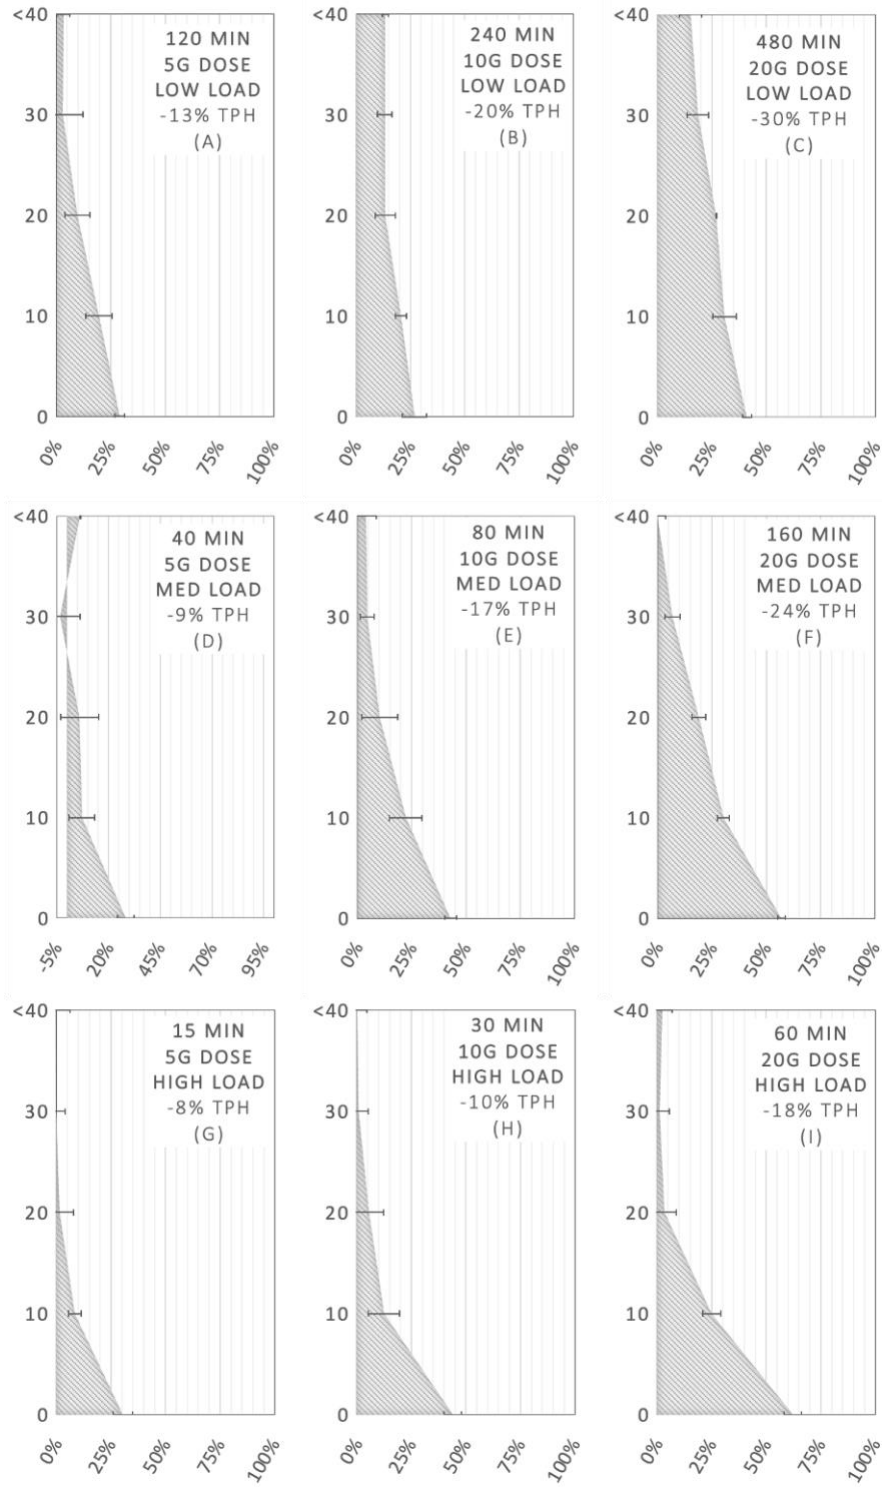 <40
30
20
10
0
0%
25%
50%
75%
100%
120 MIN
5G DOSE
LOW LOAD
-13% TPH
(A)
<40
30
20
10
0
0%
25%
50%
75%
100%
240 MIN
10G DOSE
LOW LOAD
-20% TPH
(B)
<40
30
20
10
0
0%
25%
50%
75%
100%
480 MIN
20G DOSE
LOW LOAD
-30% TPH
(C)
<40
30
20
10
0
-5%
20%
45%
70%
95%
40 MIN
5G DOSE
MED LOAD
-9% TPH
(D)
<40
30
20
10
0
0%
25%
50%
75%
100%
80 MIN
10G DOSE
MED LOAD
-17% TPH
(E)
<40
30
20
10
0
0%
25%
50%
75%
100%
160 MIN
20G DOSE
MED LOAD
-24% TPH
(F)
<40
30
20
10
0
0%
25%
50%
75%
100%
15 MIN
5G DOSE
HIGH LOAD
-8% TPH
(G)
<40
30
20
10
0
0%
25%
50%
75%
100%
30 MIN
10G DOSE
HIGH LOAD
-10% TPH
(H)
<40
30
20
10
0
0%
25%
50%
75%
100%
60 MIN
20G DOSE
HIGH LOAD
-18% TPH
(I)